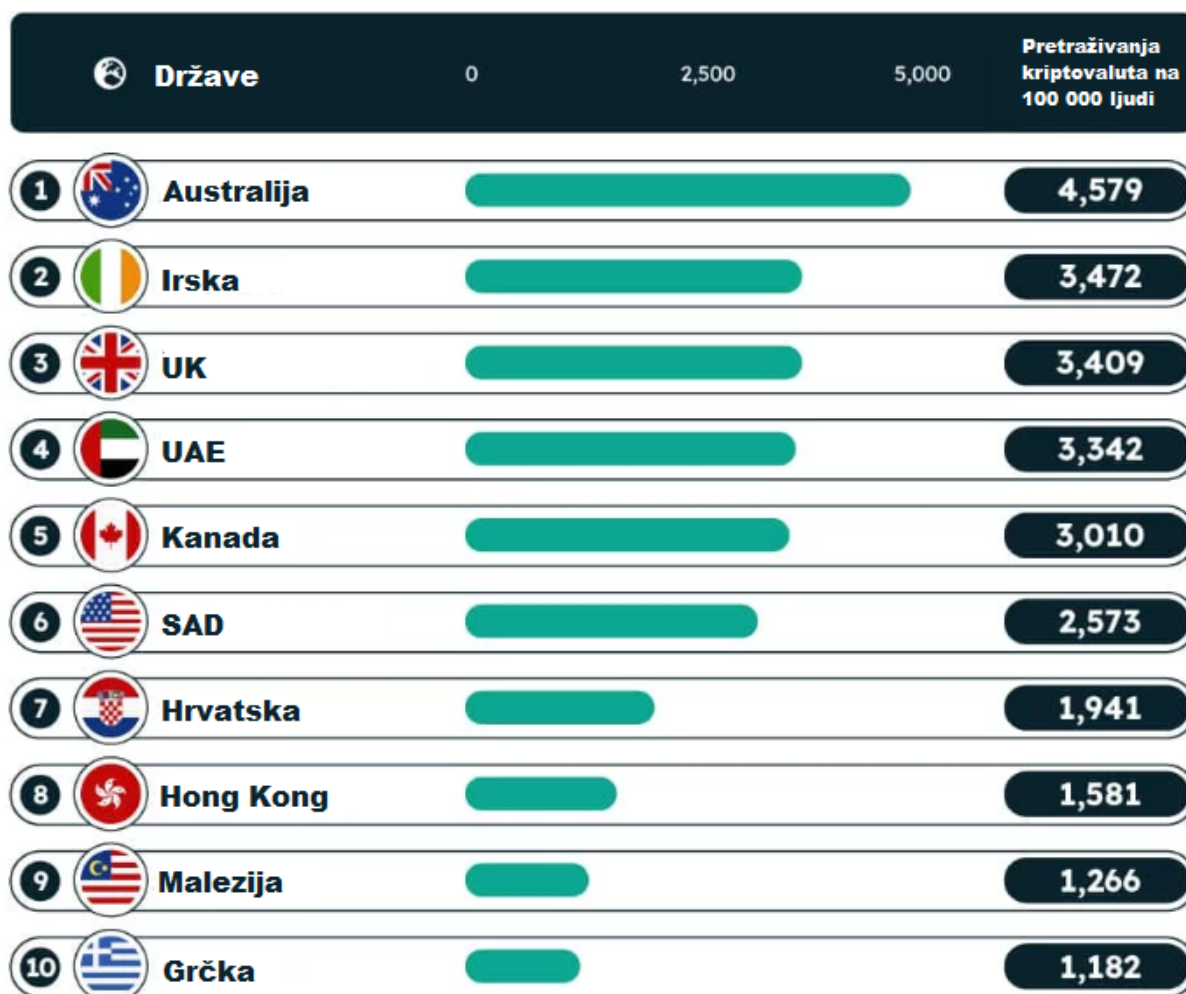 Države
0
2,500
5,000
Pretraživanja
kriptovaluta na
100 000 ljudi
1 Australija 4,579
2 Irska 3,472
3 UK 3,409
4 UAE 3,342
5 Kanada 3,010
6 SAD 2,573
7 Hrvatska 1,941
8 Hong Kong 1,581
9 Malezija 1,266
10 Grčka 1,182